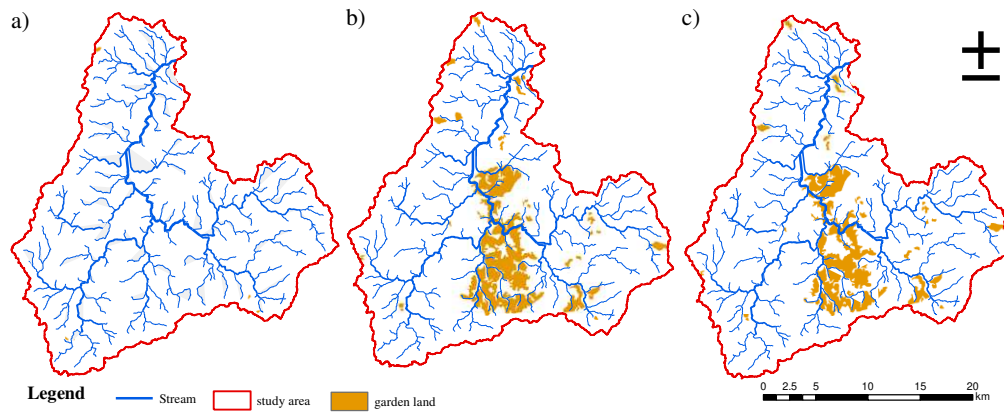 a)
b)
c)
Legend
Stream
study area
garden land
0 2.5 5 10 15 20
km